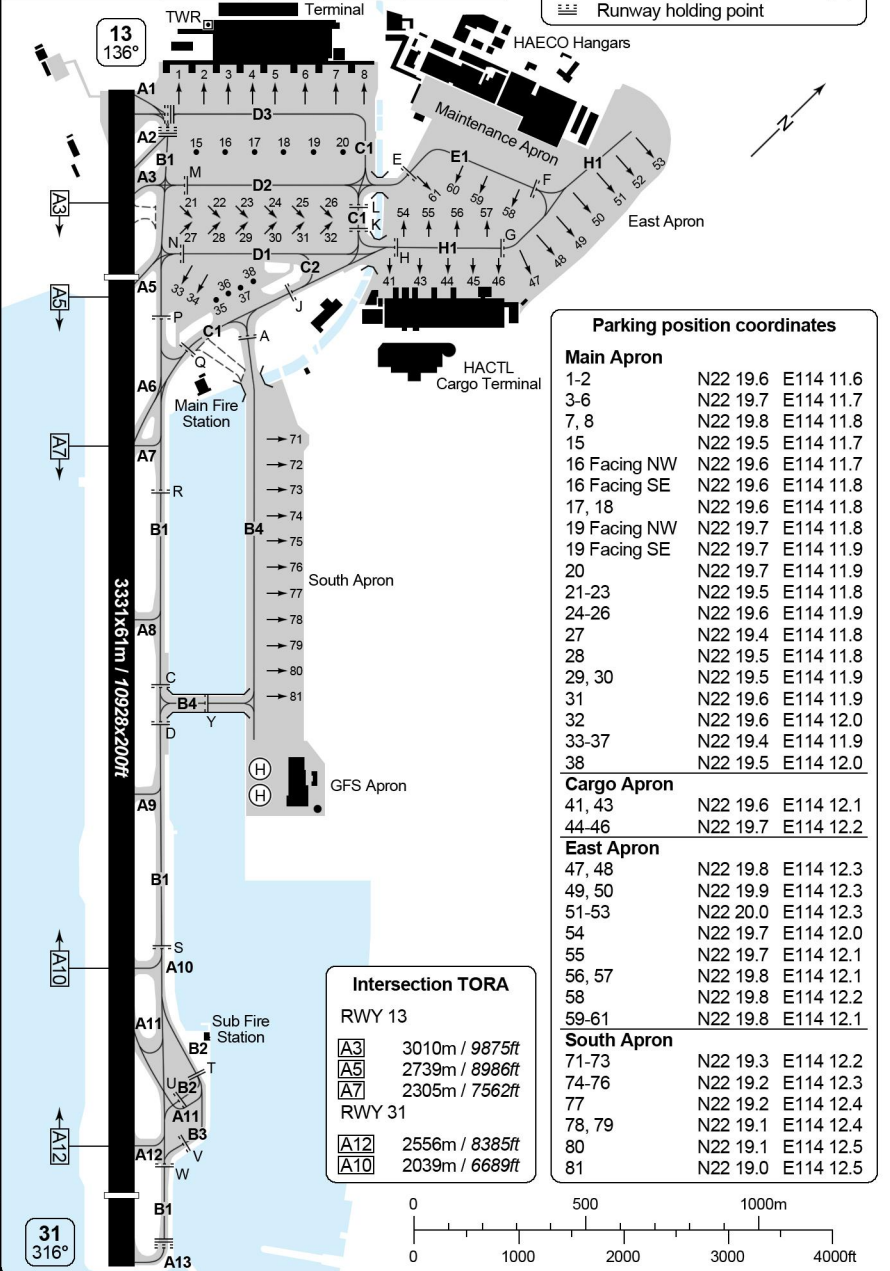 Runway holding point
Terminal
TWR
HAECO Hangars
13
136°
1 2 3 4 5 6 7 8
A1
D3
Maintenance Apron
N
A2
15 16 17 18 19 20
C1
B1
E
E1
H1
A3
M
D2
61 60 59 58
F
53
52
51
50
49
48
47
East Apron
A3
21 22 23 24 25 26
L
C1
K
54 55 56 57
27 28 29 30 31 32
N
D1
H
H1
G
C2
41 43 44 45 46
33 34 35 36 37 38
A5
A5
J
P
C1
A
Q
HACTL
Cargo Terminal
A6
Main Fire
Station
A7
A7
71
72
73
74
75
76
77
78
79
80
81
R
B1
B4
South Apron
3331x61m / 10928x200ft
A8
C
B4
Y
D
H
H
GFS Apron
A9
B1
S
A10
A10
A11
Sub Fire
Station
B2
T
U
B2
A11
B3
V
A12
A12
W
B1
31
316°
A13
Parking position coordinates
Main Apron
1-2 N22 19.6 E114 11.6
3-6 N22 19.7 E114 11.7
7, 8 N22 19.8 E114 11.8
15 N22 19.5 E114 11.7
16 Facing NW N22 19.6 E114 11.7
16 Facing SE N22 19.6 E114 11.8
17, 18 N22 19.6 E114 11.8
19 Facing NW N22 19.7 E114 11.8
19 Facing SE N22 19.7 E114 11.9
20 N22 19.7 E114 11.9
21-23 N22 19.5 E114 11.8
24-26 N22 19.6 E114 11.9
27 N22 19.4 E114 11.8
28 N22 19.5 E114 11.8
29, 30 N22 19.5 E114 11.9
31 N22 19.6 E114 11.9
32 N22 19.6 E114 12.0
33-37 N22 19.4 E114 11.9
38 N22 19.5 E114 12.0
Cargo Apron
41, 43 N22 19.6 E114 12.1
44-46 N22 19.7 E114 12.2
East Apron
47, 48 N22 19.8 E114 12.3
49, 50 N22 19.9 E114 12.3
51-53 N22 20.0 E114 12.3
54 N22 19.7 E114 12.0
55 N22 19.7 E114 12.1
56, 57 N22 19.8 E114 12.1
58 N22 19.8 E114 12.2
59-61 N22 19.8 E114 12.1
South Apron
71-73 N22 19.3 E114 12.2
74-76 N22 19.2 E114 12.3
77 N22 19.2 E114 12.4
78, 79 N22 19.1 E114 12.4
80 N22 19.1 E114 12.5
81 N22 19.0 E114 12.5
Intersection TORA
RWY 13
A3 3010m / 9875ft
A5 2739m / 8986ft
A7 2305m / 7562ft
RWY 31
A12 2556m / 8385ft
A10 2039m / 6689ft
0 500 1000m
0 1000 2000 3000 4000ft